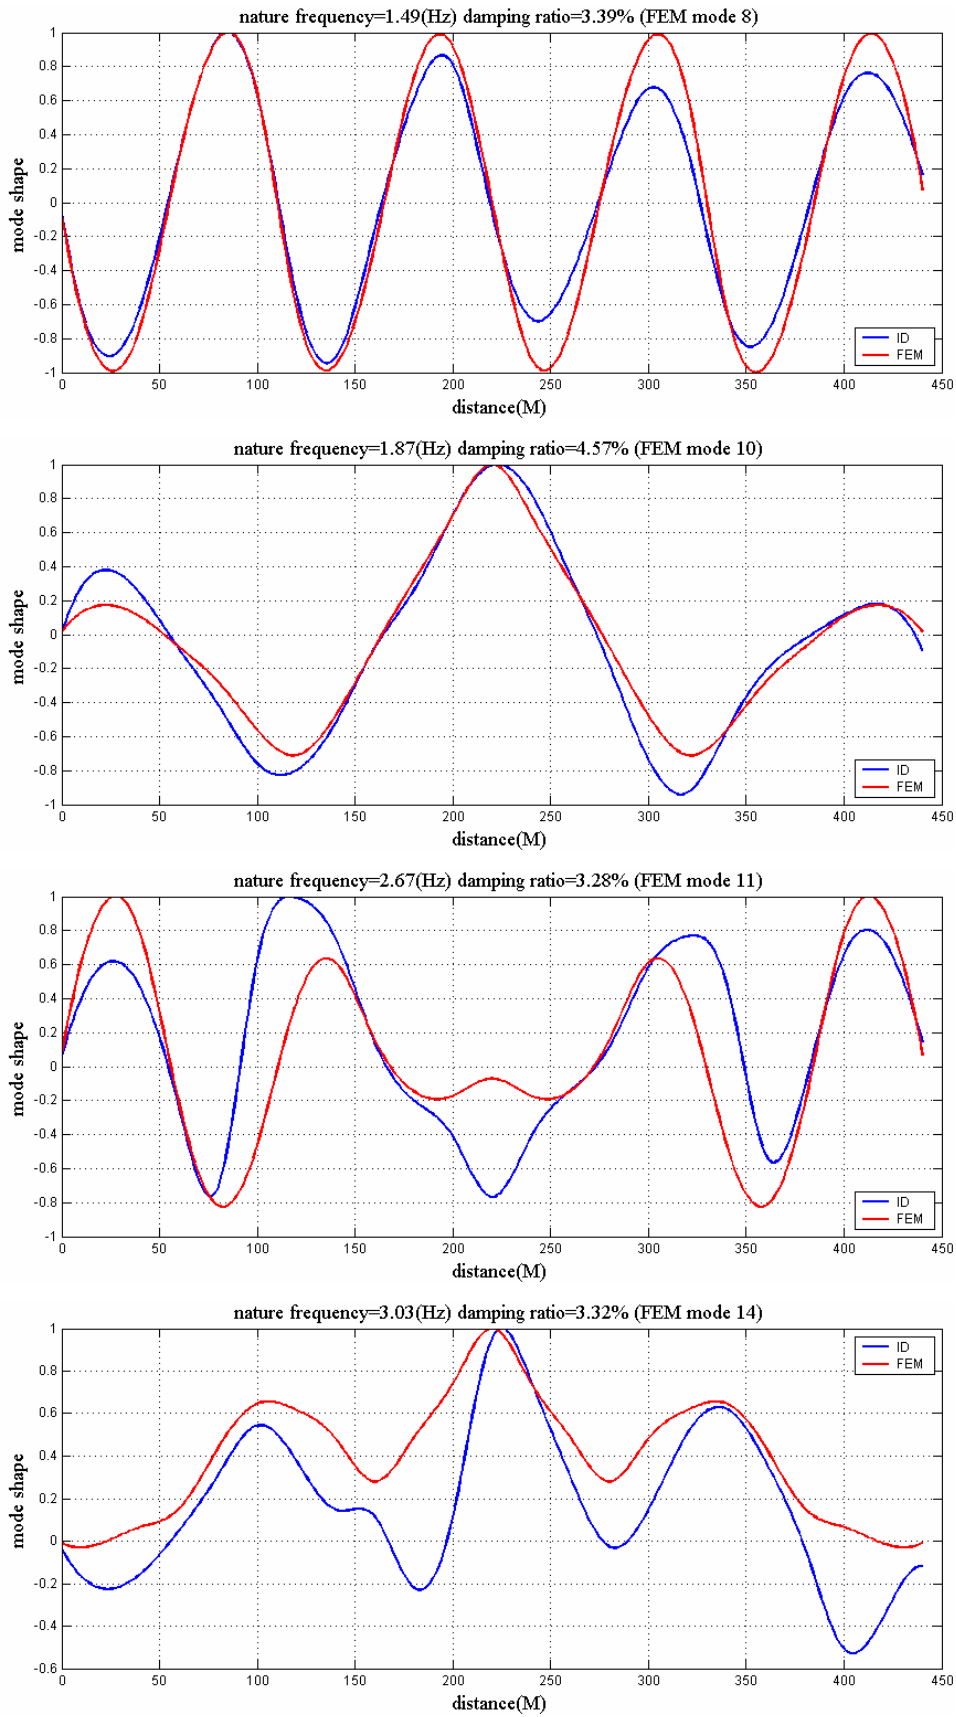 nature frequency=1.49(Hz) damping ratio=3.39% (FEM mode 8)
1
0.8
0.6
0.4
0.2
0
-0.2
-0.4
-0.6
-0.8
-1
mode shape
ID
FEM
0 50 100 150 200 250 300 350 400 450
distance(M)
nature frequency=1.87(Hz) damping ratio=4.57% (FEM mode 10)
1
0.8
0.6
0.4
0.2
0
-0.2
-0.4
-0.6
-0.8
-1
mode shape
ID
FEM
0 50 100 150 200 250 300 350 400 450
distance(M)
nature frequency=2.67(Hz) damping ratio=3.28% (FEM mode 11)
1
0.8
0.6
0.4
0.2
0
-0.2
-0.4
-0.6
-0.8
-1
mode shape
ID
FEM
0 50 100 150 200 250 300 350 400 450
distance(M)
nature frequency=3.03(Hz) damping ratio=3.32% (FEM mode 14)
ID
FEM
1
0.8
0.6
0.4
0.2
0
-0.2
-0.4
-0.6
mode shape
0 50 100 150 200 250 300 350 400 450
distance(M)